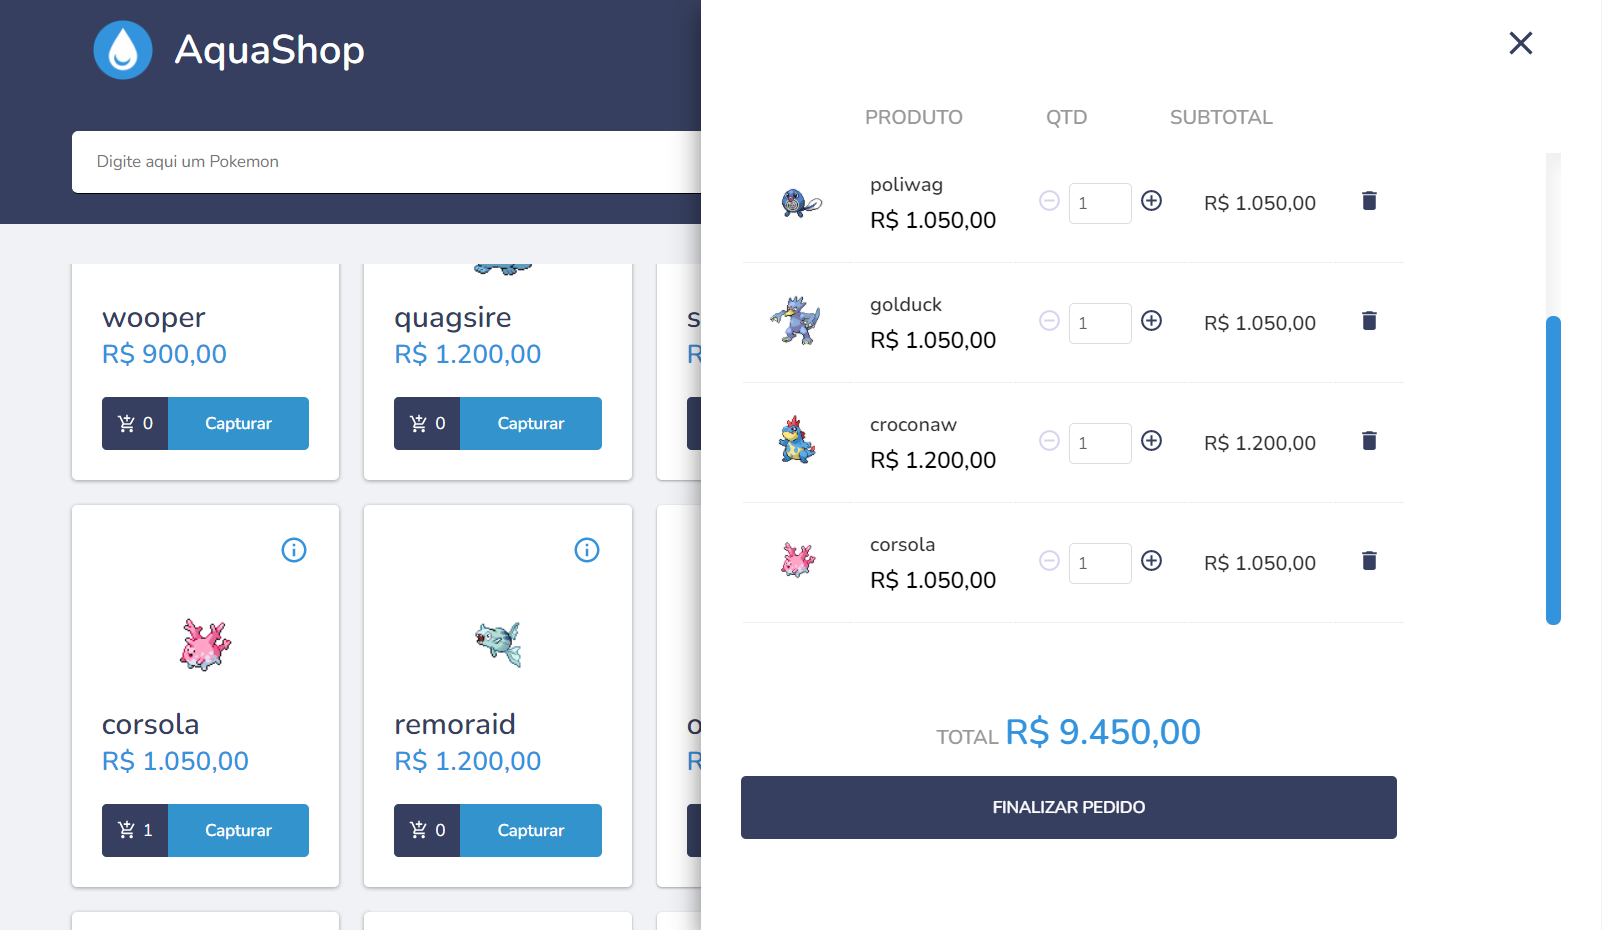 AquaShop
Digite aqui um Pokemon
wooper
R$ 900,00
0 Capturar
quagsire
R$ 1.200,00
0 Capturar
corsola
R$ 1.050,00
1 Capturar
remoraid
R$ 1.200,00
0 Capturar
PRODUTO QTD SUBTOTAL
poliwag
R$ 1.050,00
1
R$ 1.050,00
golduck
R$ 1.050,00
1
R$ 1.050,00
croconaw
R$ 1.200,00
1
R$ 1.200,00
corsola
R$ 1.050,00
1
R$ 1.050,00
TOTAL R$ 9.450,00
FINALIZAR PEDIDO